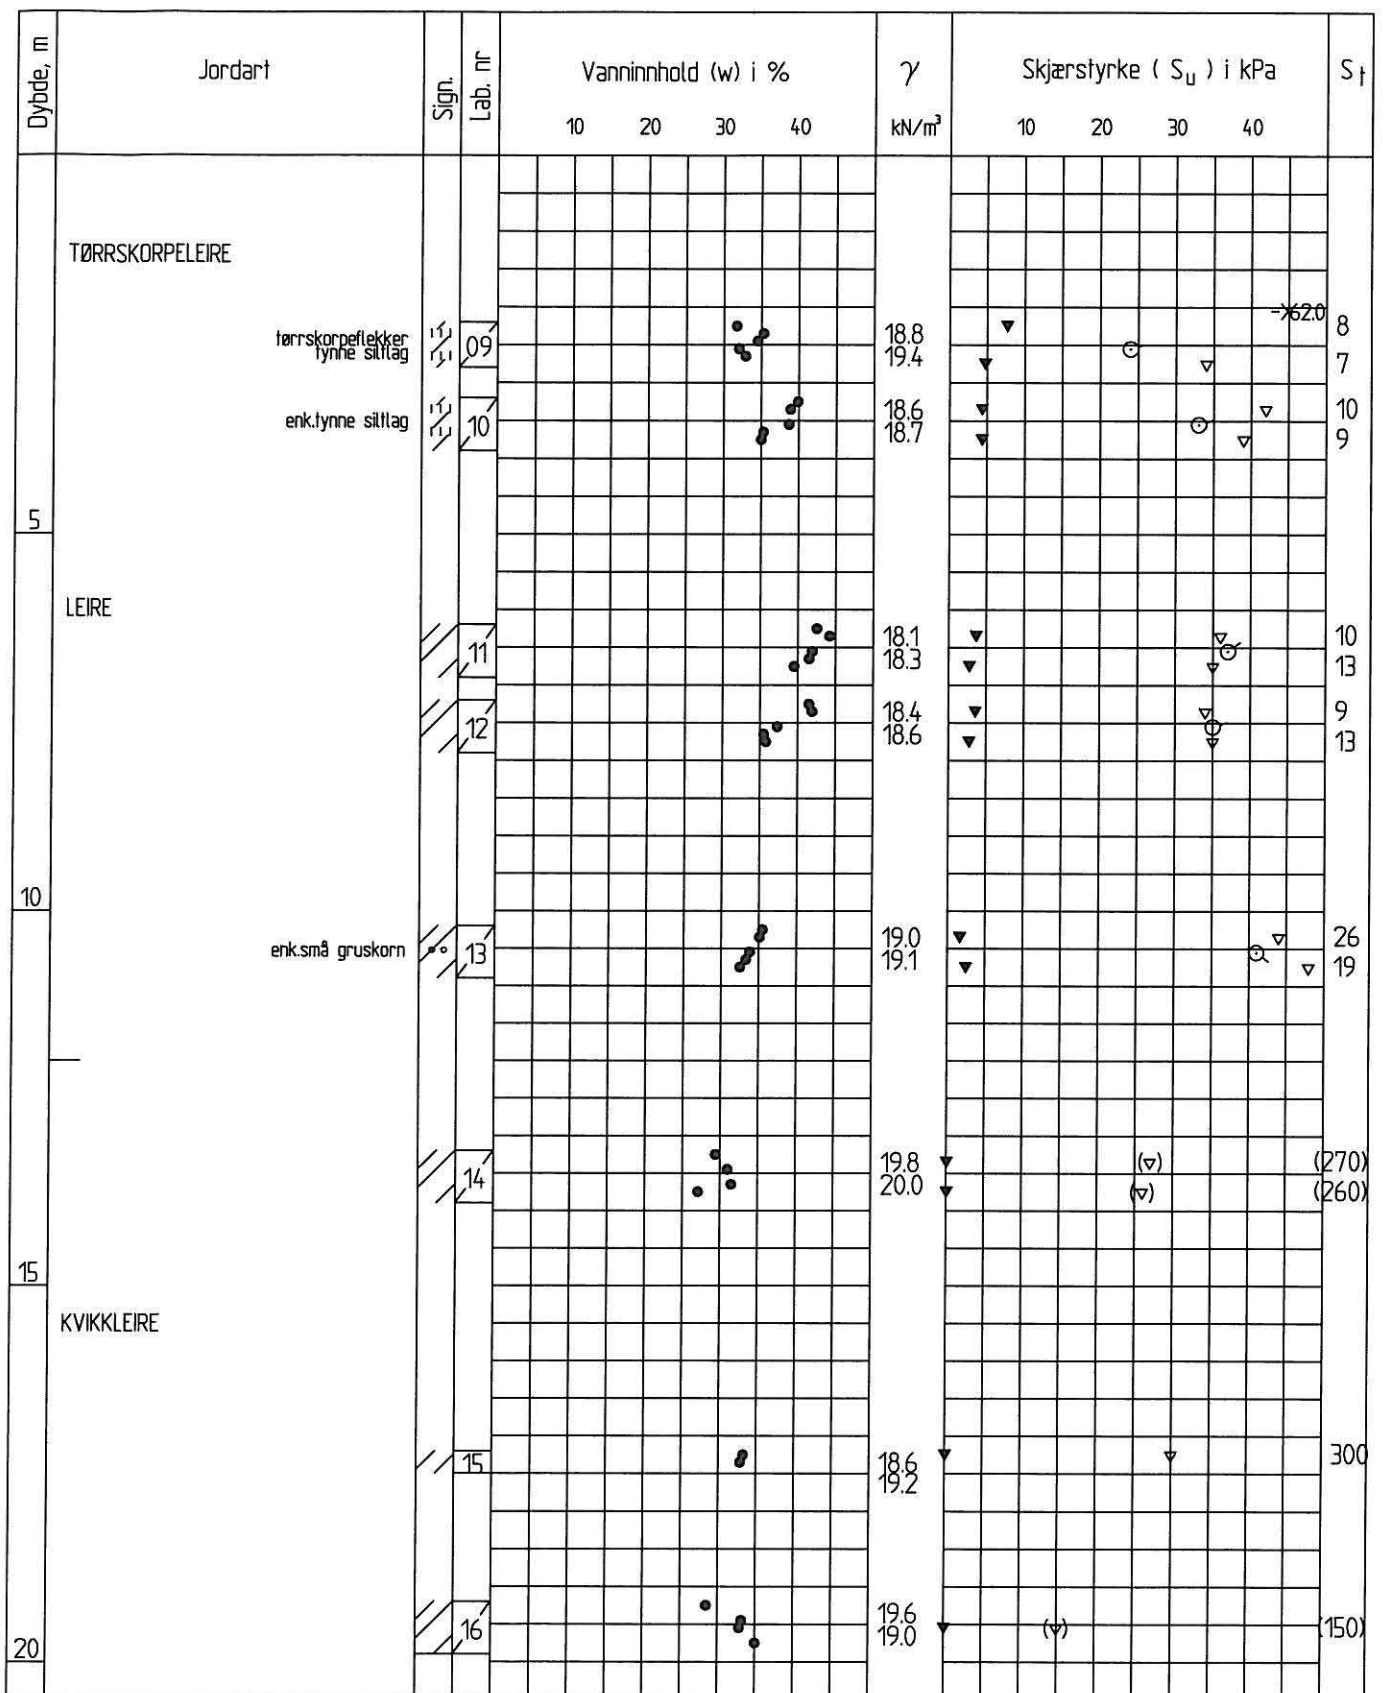 Dybde, m
Jordart
Sign.
Lab. nr
Vanninnhold (w) i %
10 20 30 40
γ
kN/m³
Skjærstyrke ( Su ) i kPa
10 20 30 40
St
TØRRSKORPELEIRE
62.0
tørrskorpeflekker
tynne siltlag
09
18.8
19.4
8
7
enk.tynne siltlag
10
18.6
18.7
10
9
5
LEIRE
11
18.1
18.3
10
13
12
18.4
18.6
9
13
10
enk.små gruskorn
13
19.0
19.1
26
19
14
19.8
20.0
(270)
(260)
15
KVIKKLEIRE
15
18.6
19.2
300
16
19.6
19.0
(150)
20